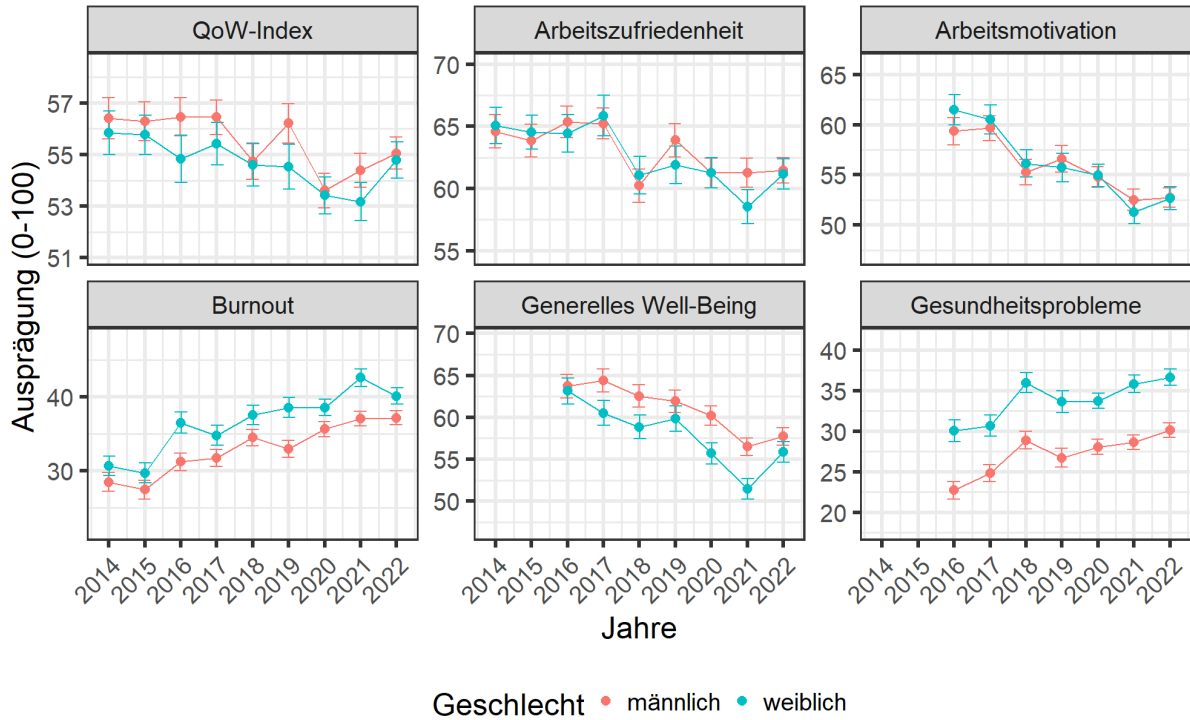 QoW-Index
Arbeitszufriedenheit
Arbeitsmotivation
57
55
53
51
70
65
60
55
65
60
55
50
Ausprägung (0-100)
Burnout
Generelles Well-Being
Gesundheitsprobleme
40
30
70
65
60
55
50
40
35
30
25
20
2014 2015 2016 2017 2018 2019 2020 2021 2022
2014 2015 2016 2017 2018 2019 2020 2021 2022
2014 2015 2016 2017 2018 2019 2020 2021 2022
Jahre
Geschlecht männlich weiblich